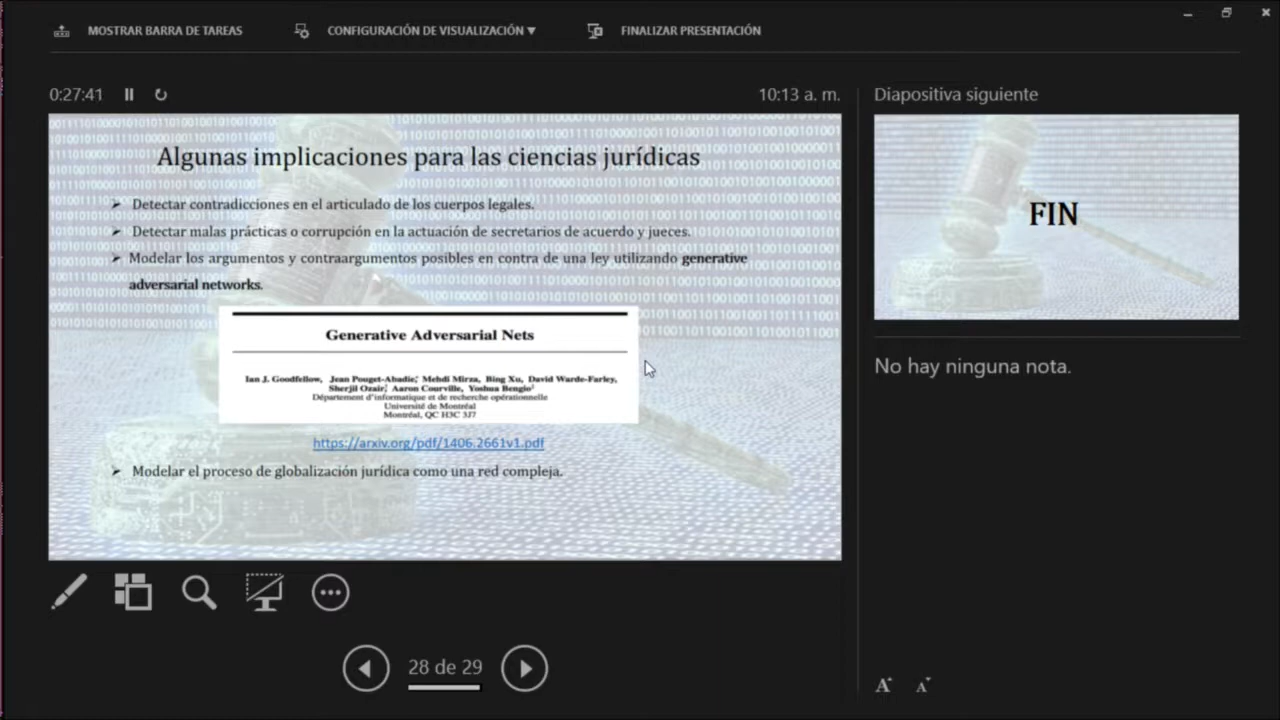 MOSTRAR BARRA DE TAREAS
CONFIGURACIÓN DE VISUALIZACIÓN ▼
FINALIZAR PRESENTACIÓN
0:27:41
10:13 a. m.
Diapositiva siguiente
Algunas implicaciones para las ciencias jurídicas
➢ Detectar contradicciones en el articulado de los cuerpos legales.
➢ Detectar malas prácticas o corrupción en la actuación de secretarios de acuerdo y jueces.
➢ Modelar los argumentos y contraargumentos posibles en contra de una ley utilizando generative
adversarial networks.
Generative Adversarial Nets
Ian J. Goodfellow, Jean Pouget-Abadie, Mehdi Mirza, Bing Xu, David Warde-Farley,
Sherjil Ozair, Aaron Courville, Yoshua Bengio
Département d'informatique et de recherche opérationnelle
Université de Montréal
Montréal, QC H3C 3J7
https://arxiv.org/pdf/1406.2661v1.pdf
➢ Modelar el proceso de globalización jurídica como una red compleja.
FIN
No hay ninguna nota.
28 de 29
A A